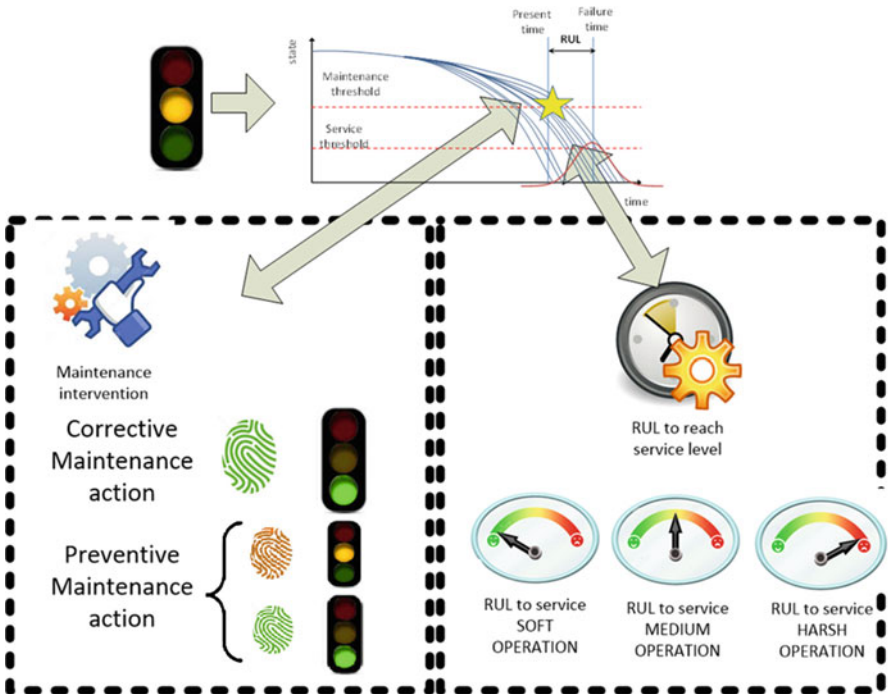 Present
time
Failure
time
RUL
state
Maintenance
threshold
Service
threshold
time
Maintenance
intervention
Corrective
Maintenance
action
Preventive
Maintenance
action
RUL to reach
service level
RUL to service
SOFT
OPERATION
RUL to service
MEDIUM
OPERATION
RUL to service
HARSH
OPERATION